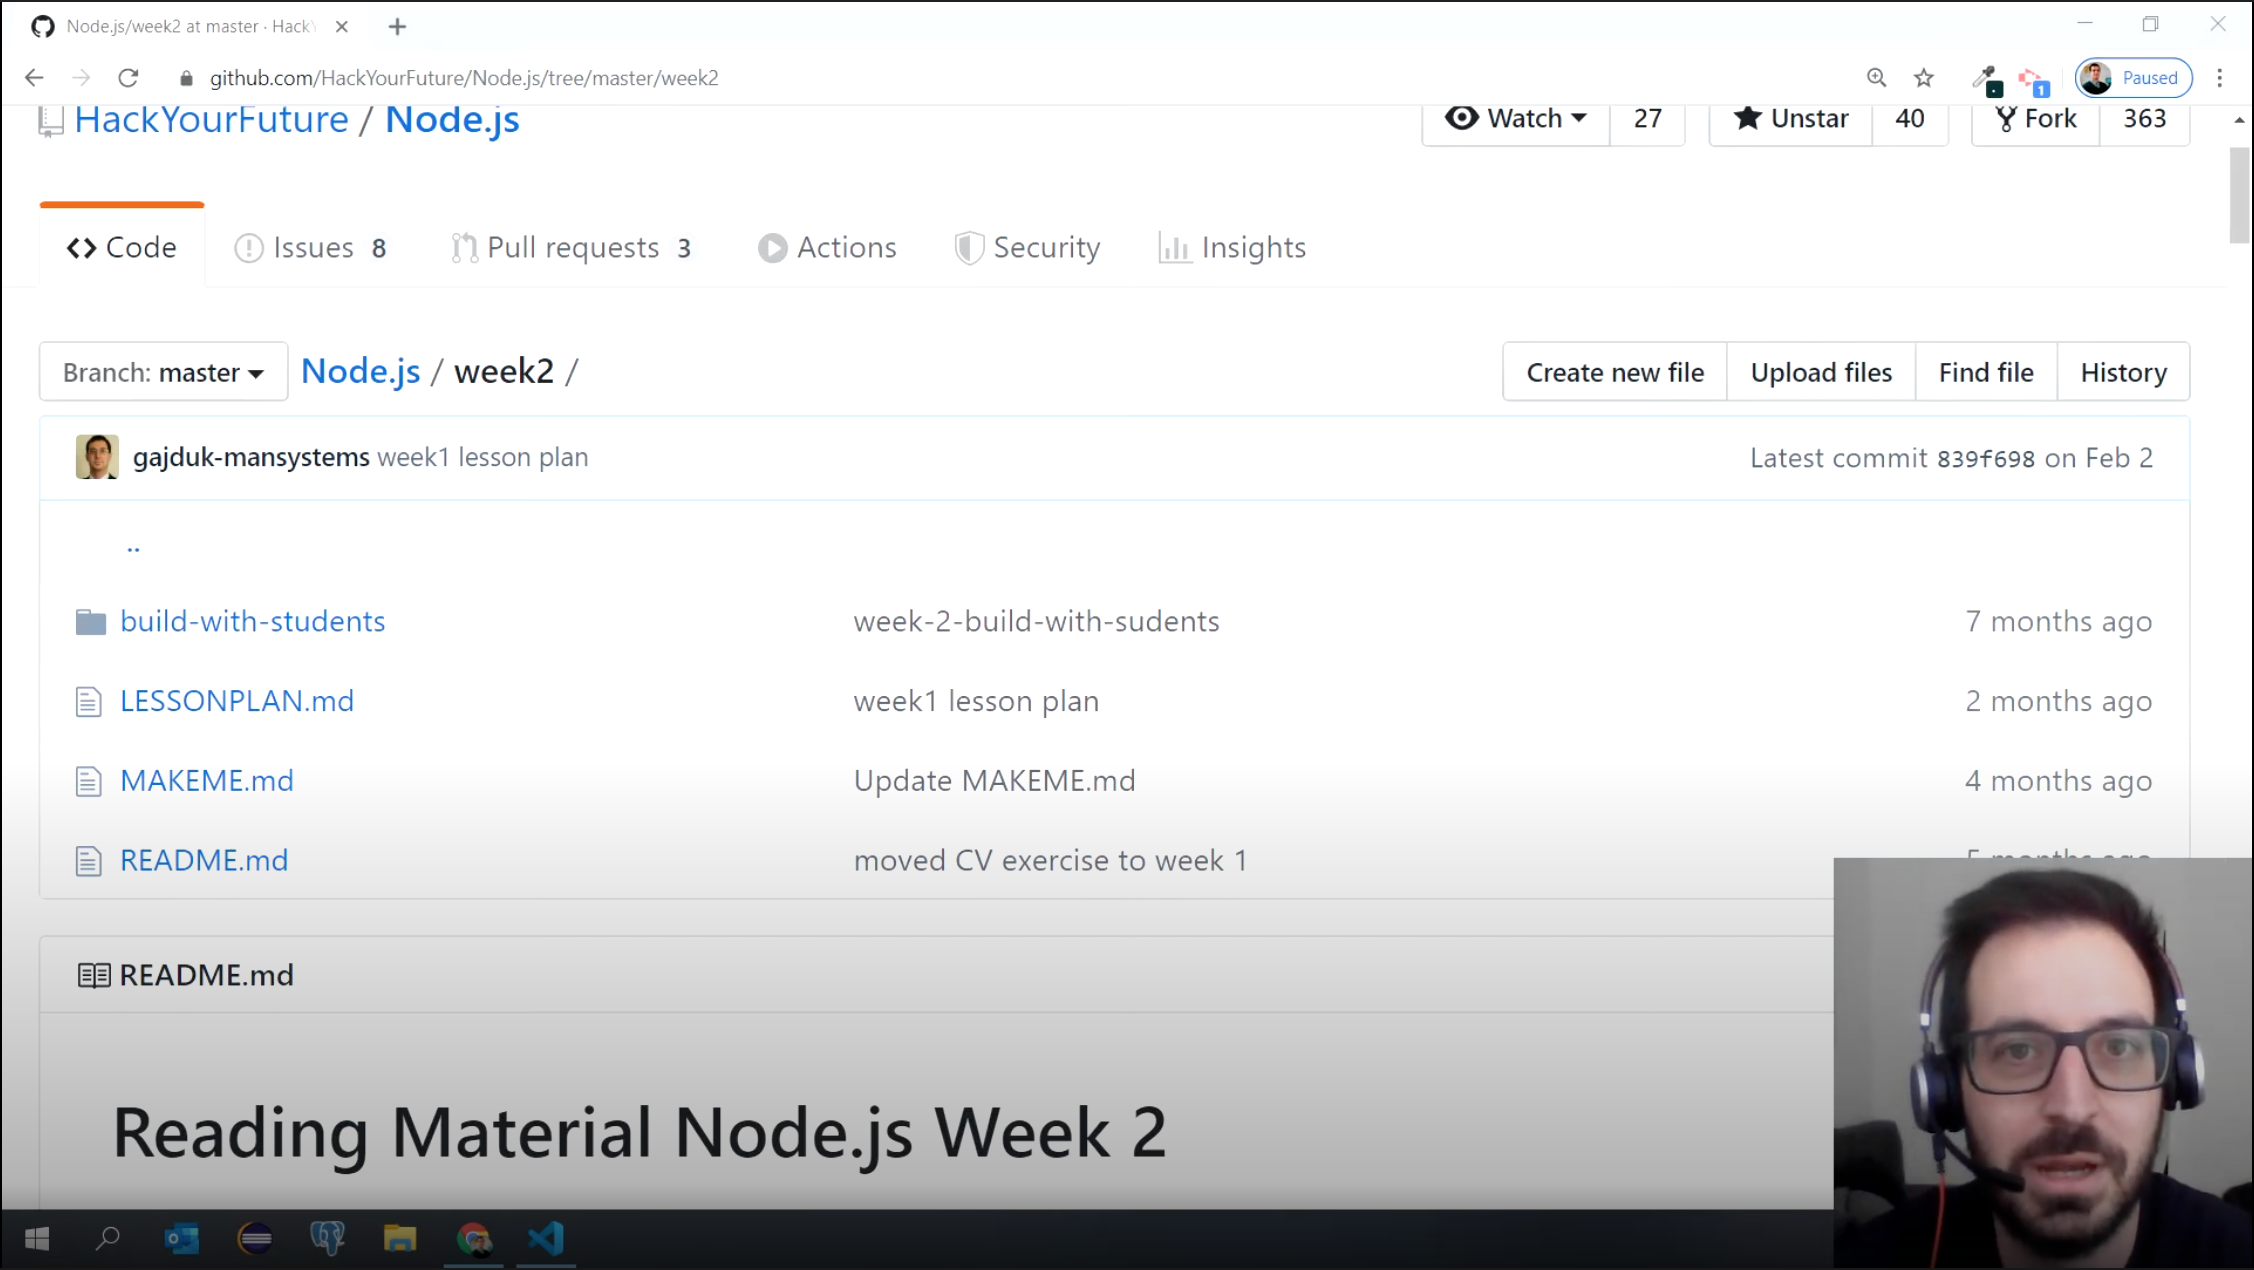 Node.js/week2 at master · HackY
github.com/HackYourFuture/Node.js/tree/master/week2
Paused
HackYourFuture / Node.js
Watch 27
Unstar 40
Fork 363
Code
Issues 8
Pull requests 3
Actions
Security
Insights
Branch: master
Node.js / week2 /
Create new file
Upload files
Find file
History
gajduk-mansystems week1 lesson plan
Latest commit 839f698 on Feb 2
..
build-with-students week-2-build-with-sudents 7 months ago
LESSONPLAN.md week1 lesson plan 2 months ago
MAKEME.md Update MAKEME.md 4 months ago
README.md moved CV exercise to week 1 5 months ago
README.md
Reading Material Node.js Week 2